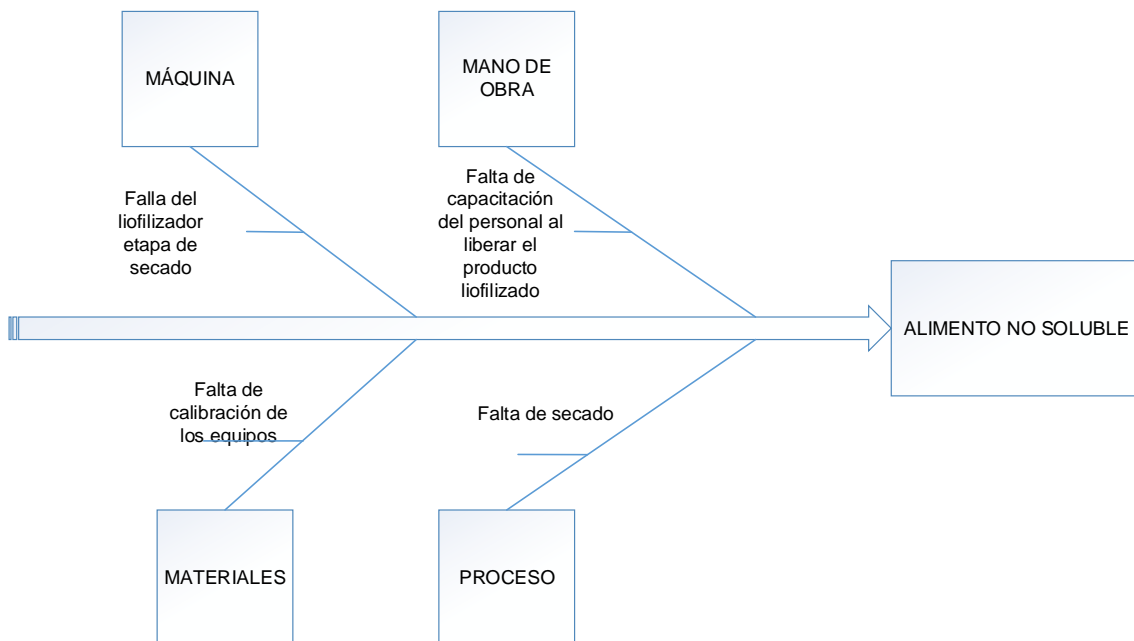 MÁQUINA
MANO DE
OBRA
Falla del
liofilizador
etapa de
secado
Falta de
capacitación
del personal al
liberar el
producto
liofilizado
ALIMENTO NO SOLUBLE
Falta de
calibración de
los equipos
Falta de secado
MATERIALES
PROCESO